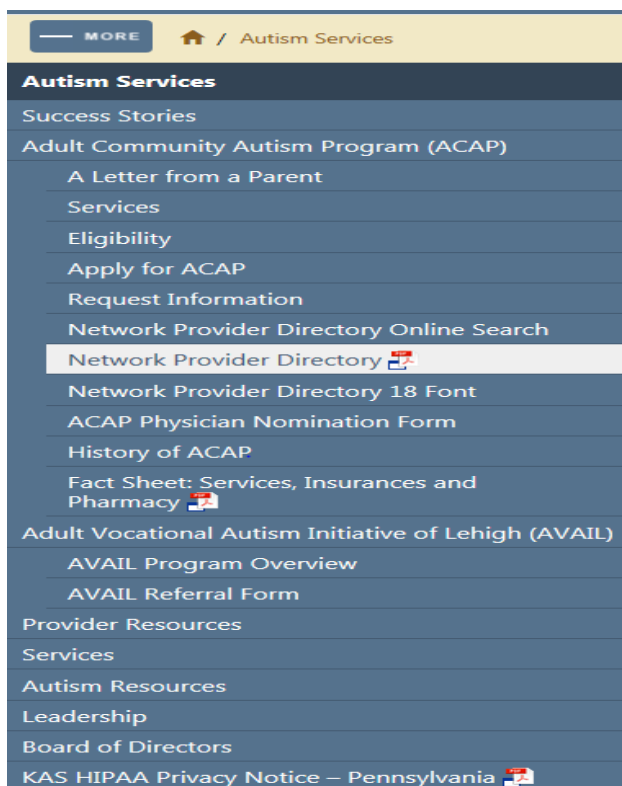 MORE / Autism Services
Autism Services
Success Stories
Adult Community Autism Program (ACAP)
A Letter from a Parent
Services
Eligibility
Apply for ACAP
Request Information
Network Provider Directory Online Search
Network Provider Directory
Network Provider Directory 18 Font
ACAP Physician Nomination Form
History of ACAP
Fact Sheet: Services, Insurances and
Pharmacy
Adult Vocational Autism Initiative of Lehigh (AVAIL)
AVAIL Program Overview
AVAIL Referral Form
Provider Resources
Services
Autism Resources
Leadership
Board of Directors
KAS HIPAA Privacy Notice – Pennsylvania